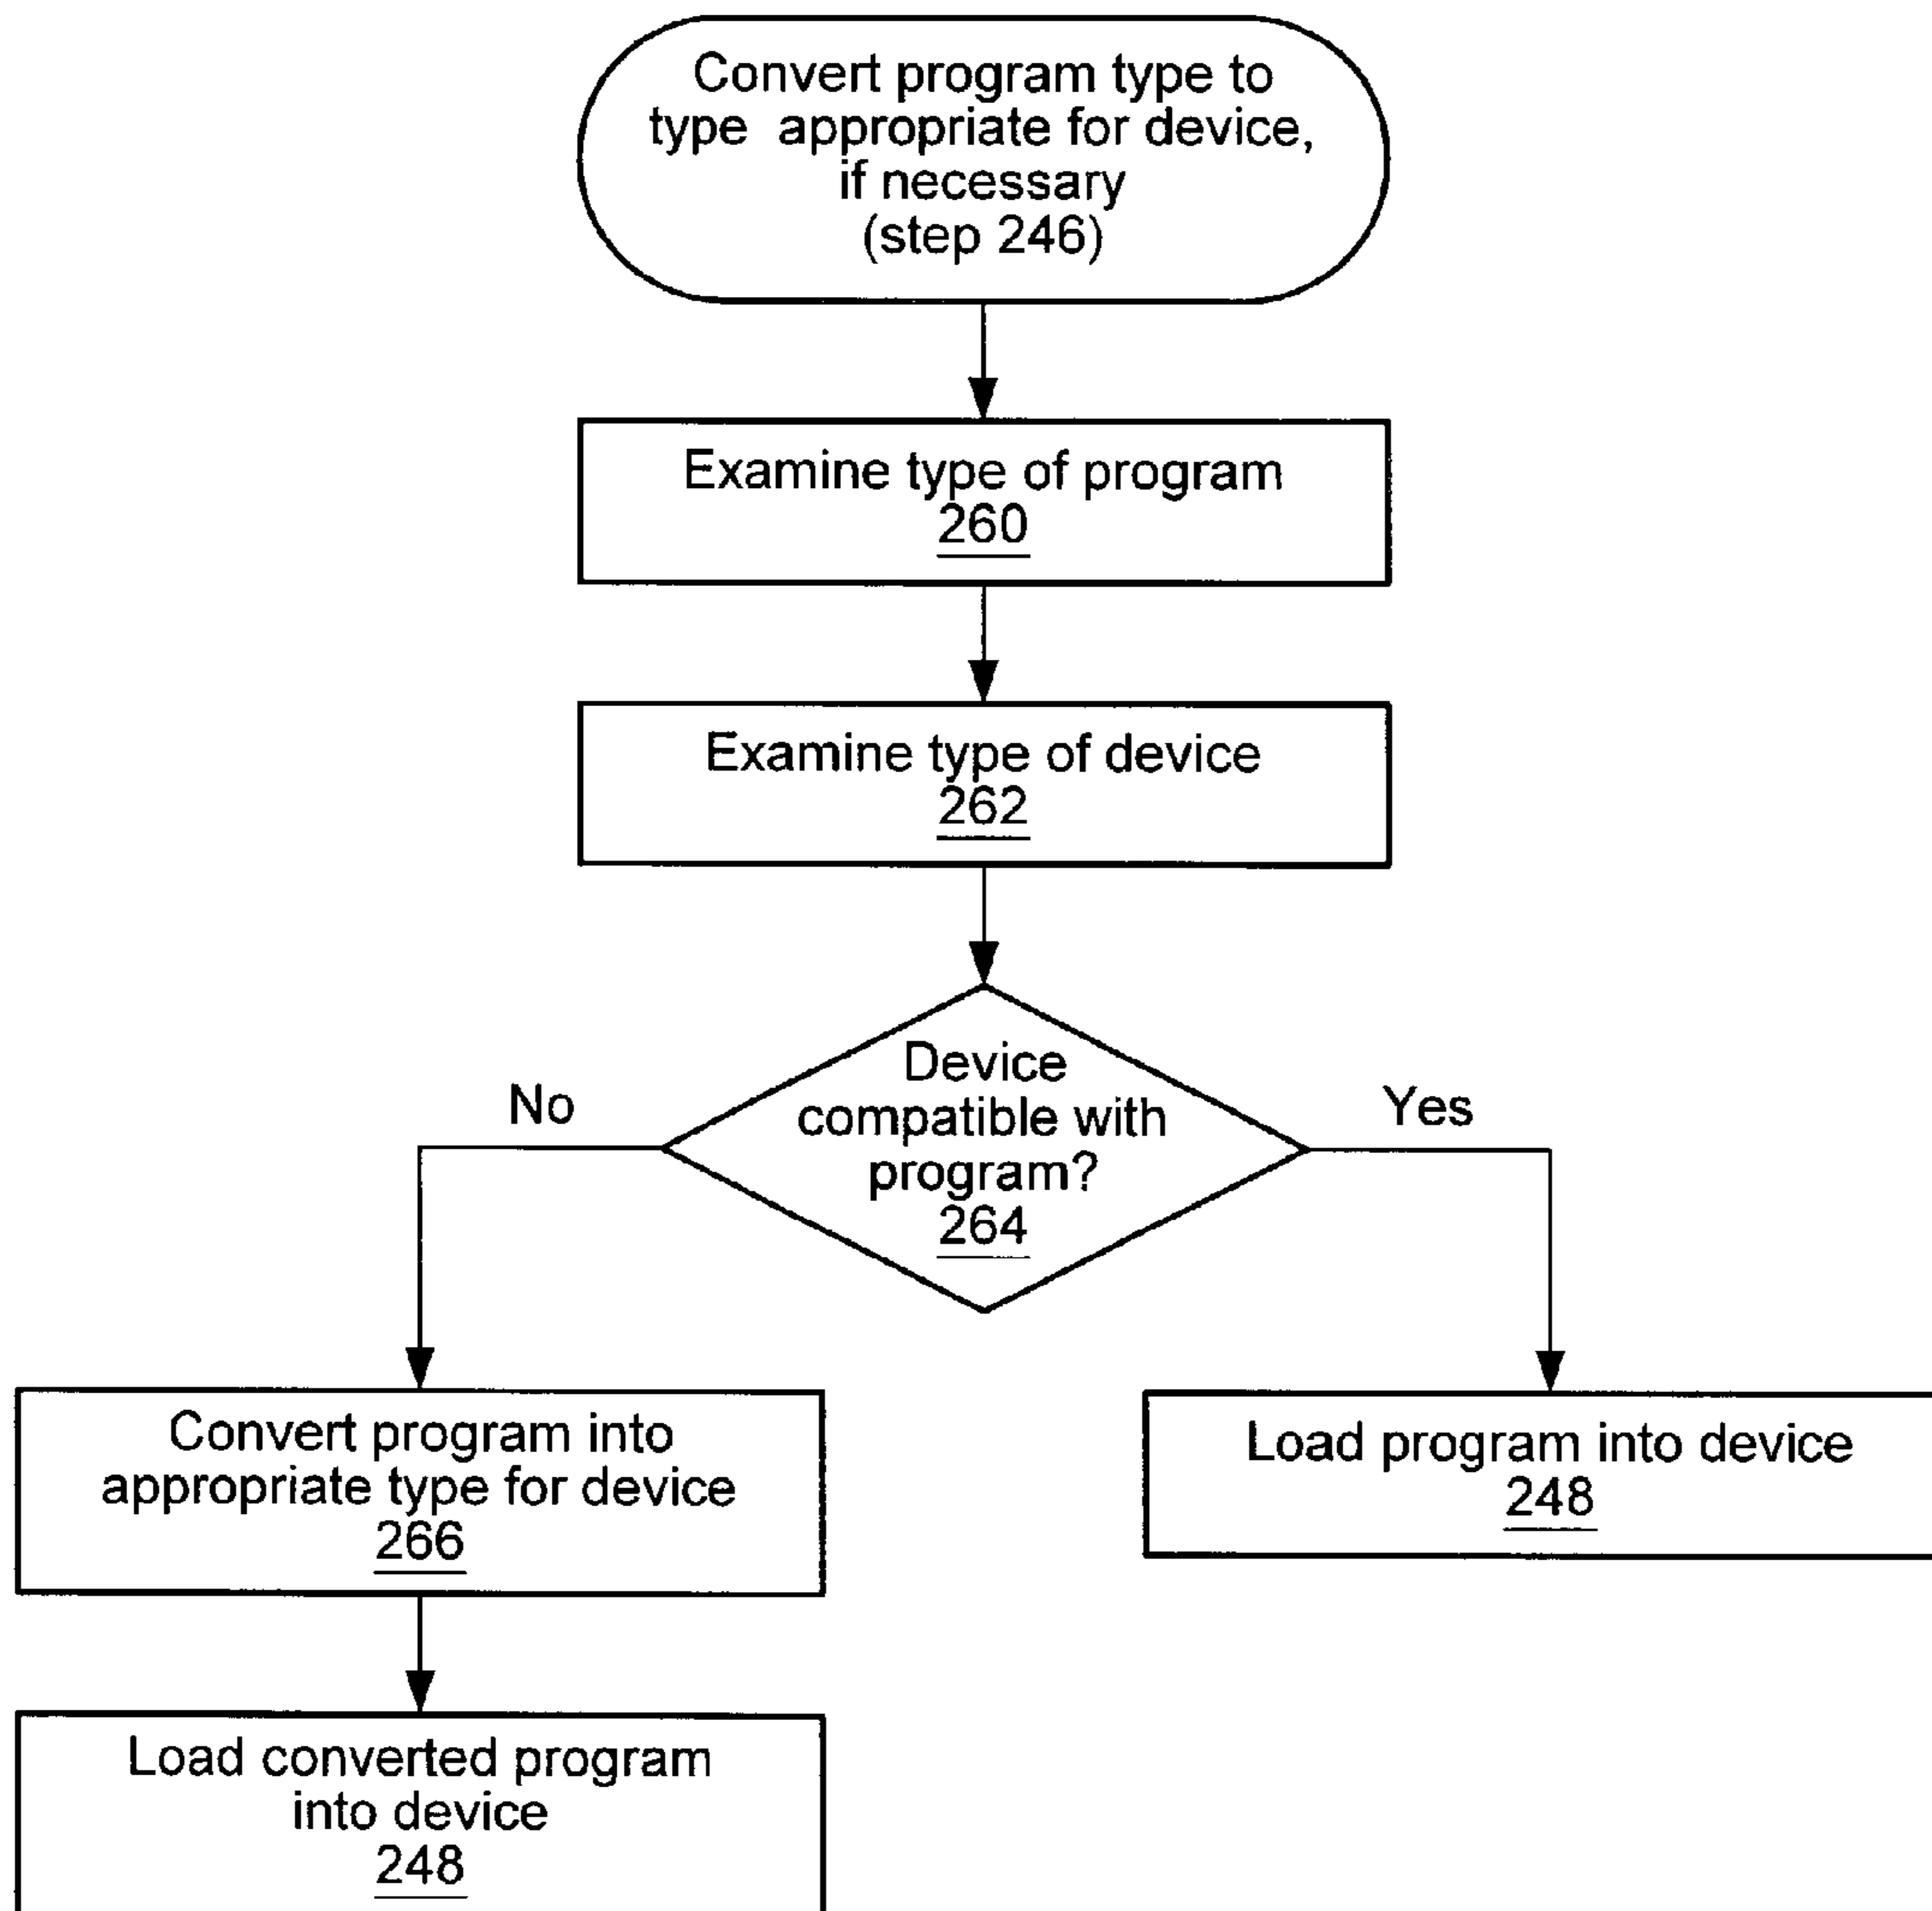 Convert program type to
type appropriate for device,
if necessary
(step 246)
Examine type of program
260
Examine type of device
262
Device
compatible with
program?
264
No
Yes
Convert program into
appropriate type for device
266
Load program into device
248
Load converted program
into device
248